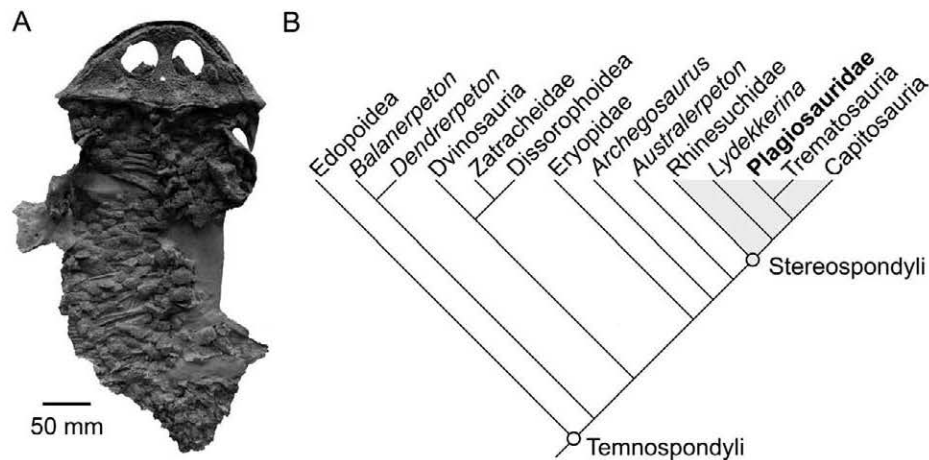 A
B
50 mm
Edopoidea
Balanerpeton
Dendrerpeton
Dvinosauria
Zatracheidae
Dissorophoidea
Eryopidae
Archegosaurus
Australerpeton
Rhinesuchidae
Lydekkerina
Plagiosauridae
Trematosauria
Capitosauria
Stereospondyli
Temnospondyli